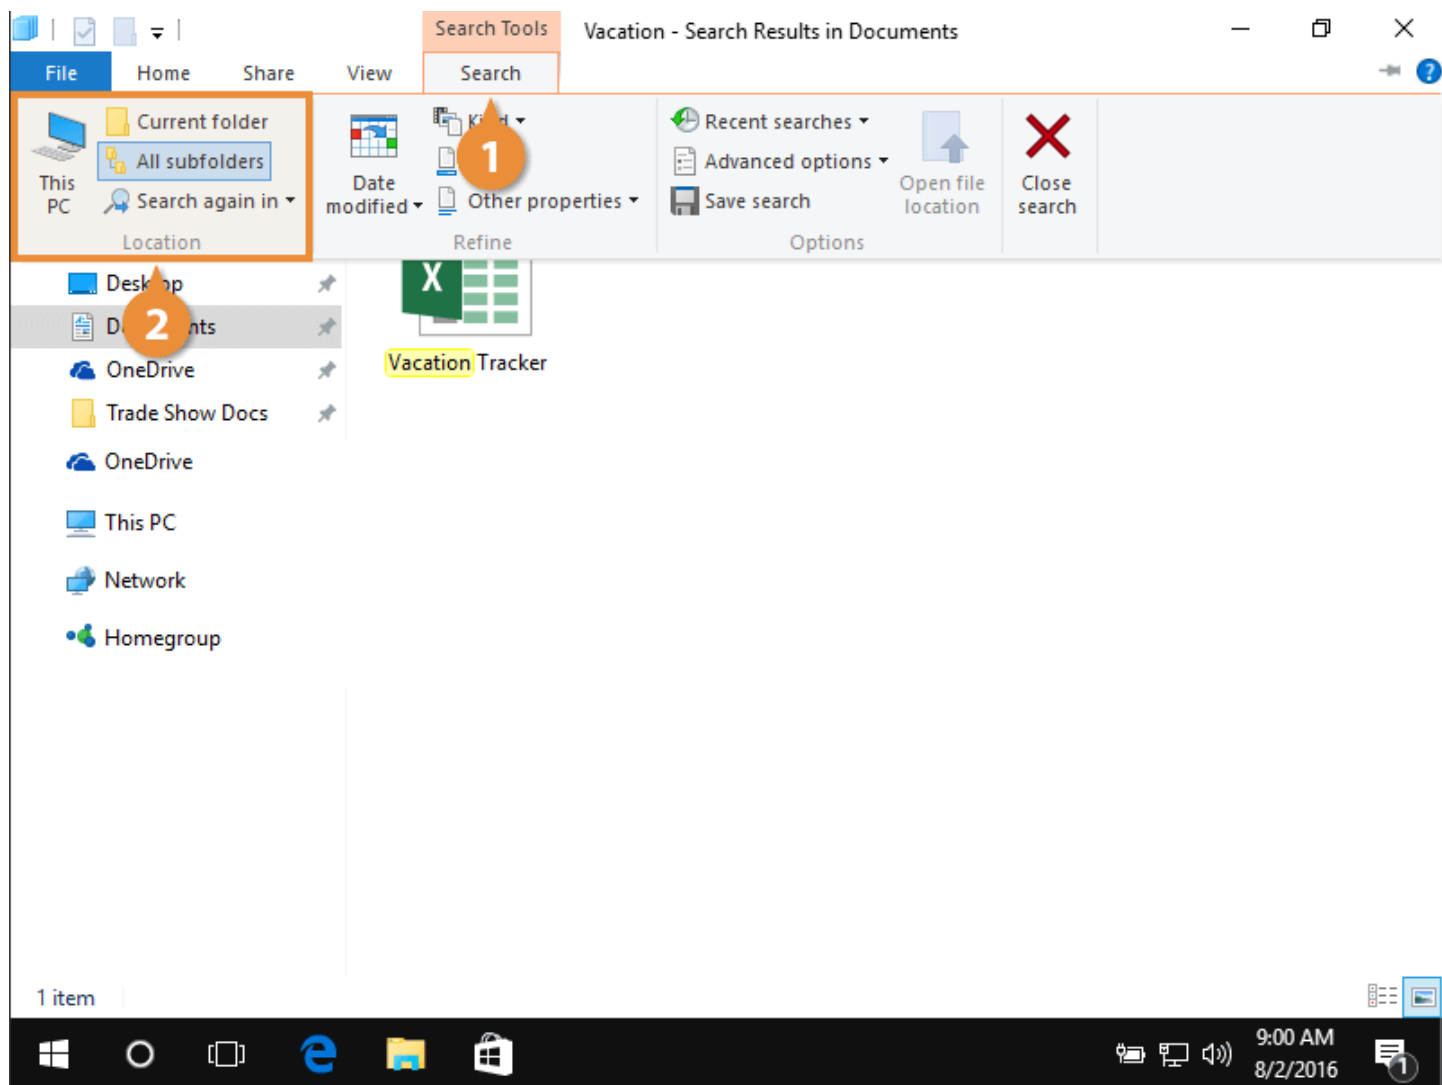 Search Tools
Vacation - Search Results in Documents
File
Home
Share
View
Search
?
This
PC
Current folder
All subfolders
Search again in
Location
Date
modified
1
Other properties
Refine
Recent searches
Advanced options
Save search
Options
Open file
location
Close
search
Desktop
2
OneDrive
Trade Show Docs
OneDrive
This PC
Network
Homegroup
X
Vacation Tracker
1 item
9:00 AM
8/2/2016
1